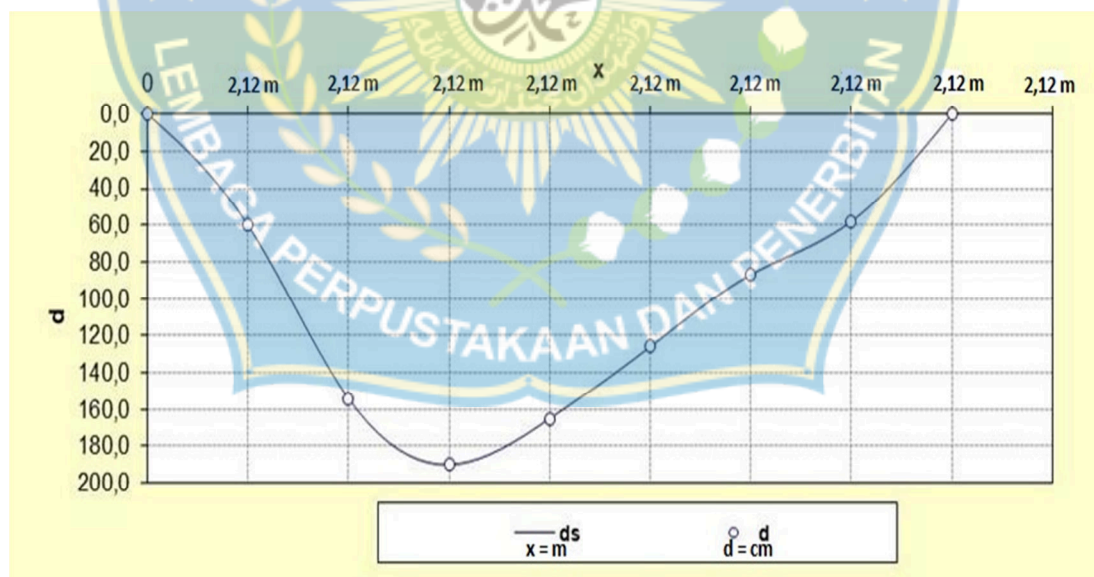 x
0 2,12 m 2,12 m 2,12 m 2,12 m 2,12 m 2,12 m 2,12 m 2,12 m 2,12 m
0,0
20,0
40,0
60,0
80,0
100,0
120,0
140,0
160,0
180,0
200,0
d
LEMBAGA PERPUSTAKAAN DAN PENERBITAN
ds d
x = m d = cm